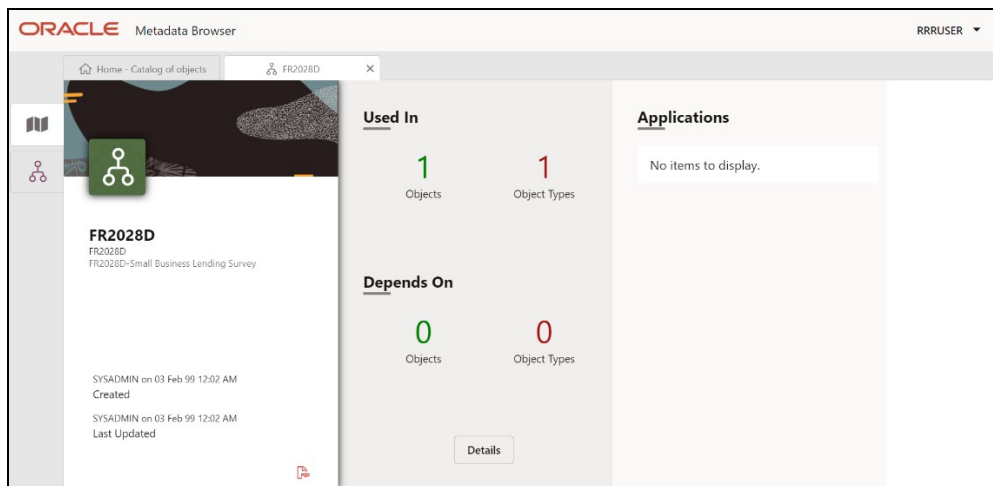 ORACLE Metadata Browser
RRRUSER
Home - Catalog of objects
FR2028D
FR2028D
FR2028D
FR2028D-Small Business Lending Survey
SYSADMIN on 03 Feb 99 12:02 AM
Created
SYSADMIN on 03 Feb 99 12:02 AM
Last Updated
PDF
Used In
1 1
Objects Object Types
Depends On
0 0
Objects Object Types
Details
Applications
No items to display.